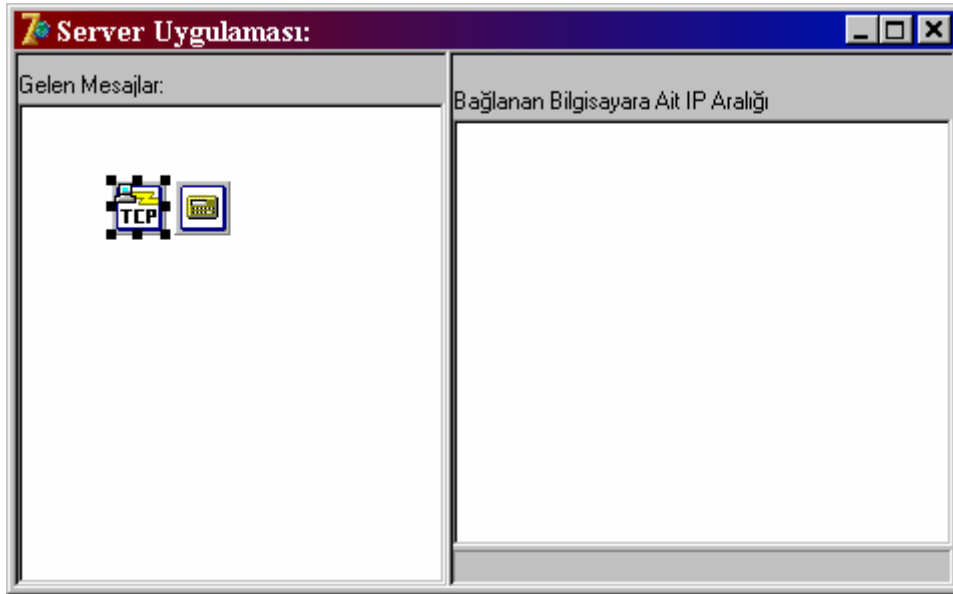 Server Uygulaması:
Gelen Mesajlar:
Bağlanan Bilgisayara Ait IP Aralığı
TCP